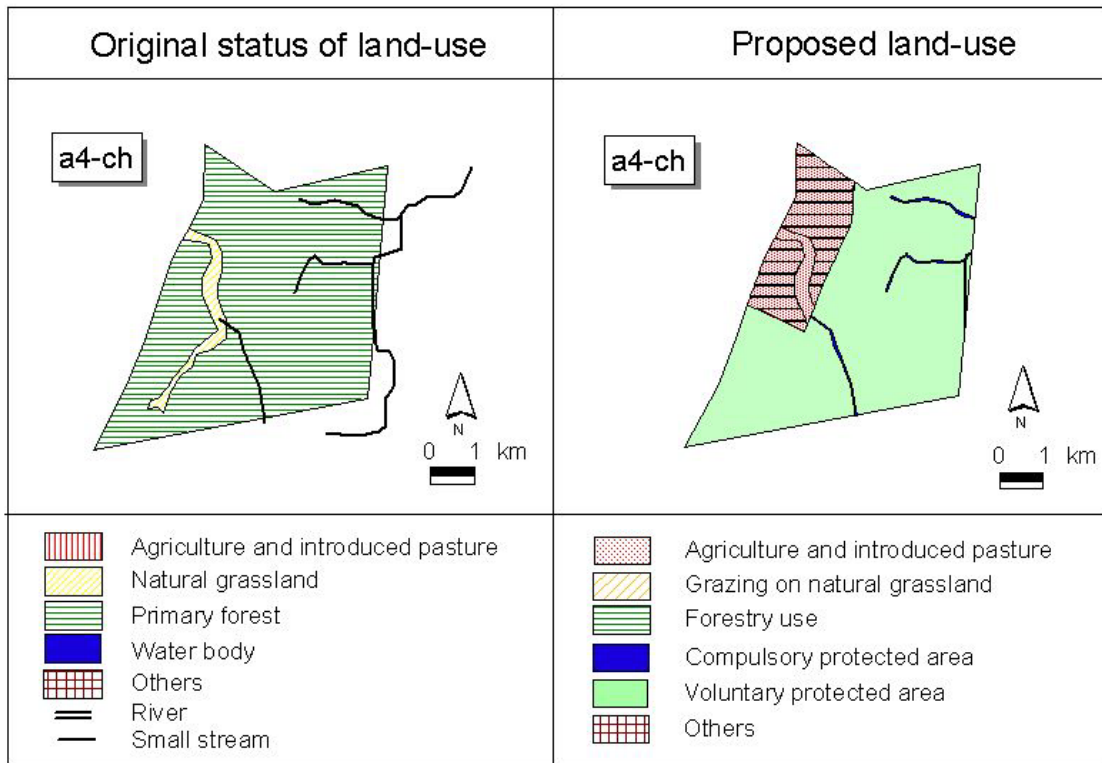 Original status of land-use
Proposed land-use
a4-ch
N
0 1 km
a4-ch
N
0 1 km
Agriculture and introduced pasture
Natural grassland
Primary forest
Water body
Others
River
Small stream
Agriculture and introduced pasture
Grazing on natural grassland
Forestry use
Compulsory protected area
Voluntary protected area
Others